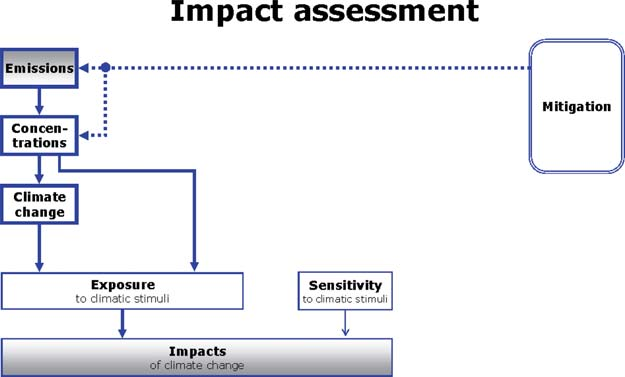 Impact assessment
Emissions
Mitigation
Concen-
trations
Climate
change
Exposure
to climatic stimuli
Sensitivity
to climatic stimuli
Impacts
of climate change